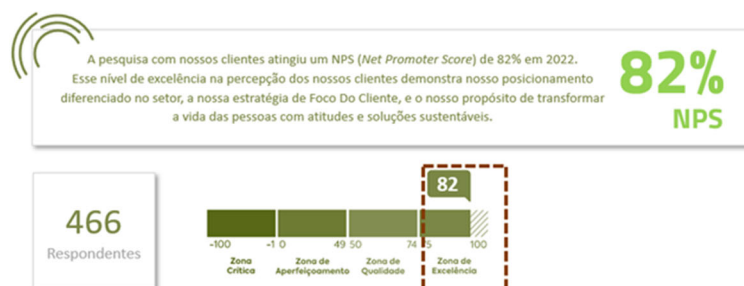 A pesquisa com nossos clientes atingiu um NPS (Net Promoter Score) de 82% em 2022.
Esse nível de excelência na percepção dos nossos clientes demonstra nosso posicionamento
diferenciado no setor, a nossa estratégia de Foco Do Cliente, e o nosso propósito de transformar
a vida das pessoas com atitudes e soluções sustentáveis.
82%
NPS
82
466
Respondentes
-100 -1 0 49 50 74 75 100
Zona Zona de Zona de Zona de
Crítica Aperfeiçoamento Qualidade Excelência